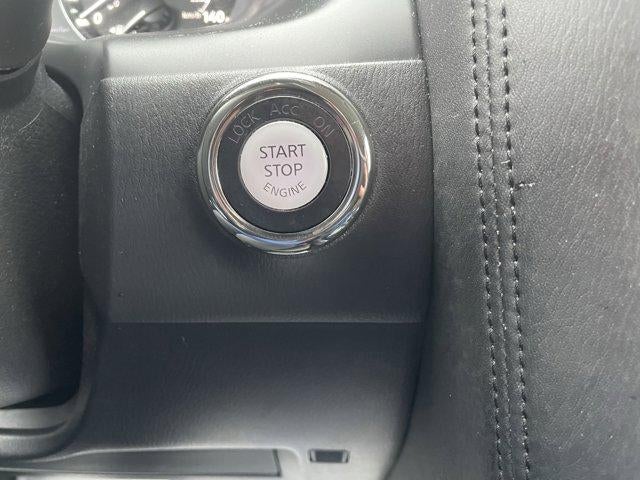 140
LOCK Acc ON
START
STOP
ENGINE